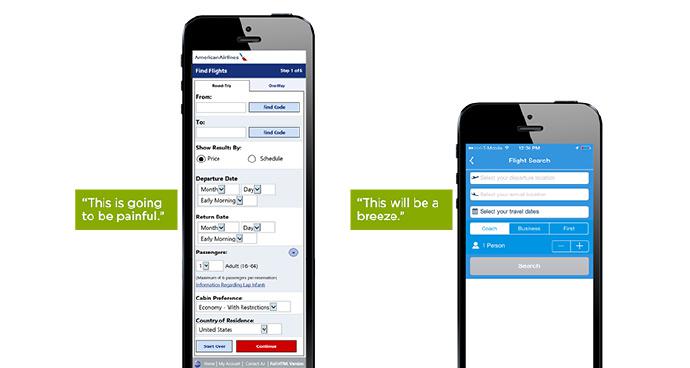 AmericanAirlines
Find Flights Step 1 of 6
Round-Trip One-Way
From:
Find Code
To:
Find Code
Show Results By:
Price Schedule
Departure Date
Month Day
Early Morning
Return Date
Month Day
Early Morning
Passengers:
1 Adult (16-64)
(Maximum of 6 passengers per reservation)
Information Regarding Lap Infants
Cabin Preference:
Economy - With Restrictions
Country of Residence:
United States
Start Over Continue
Home | My Account | Contact AA | Full HTML Version
“This is going
to be painful.”
“This will be a
breeze.”
T-Mobile 12:36 PM
Flight Search
Select your departure location
Select your arrival location
Select your travel dates
Coach Business First
1 Person
Search